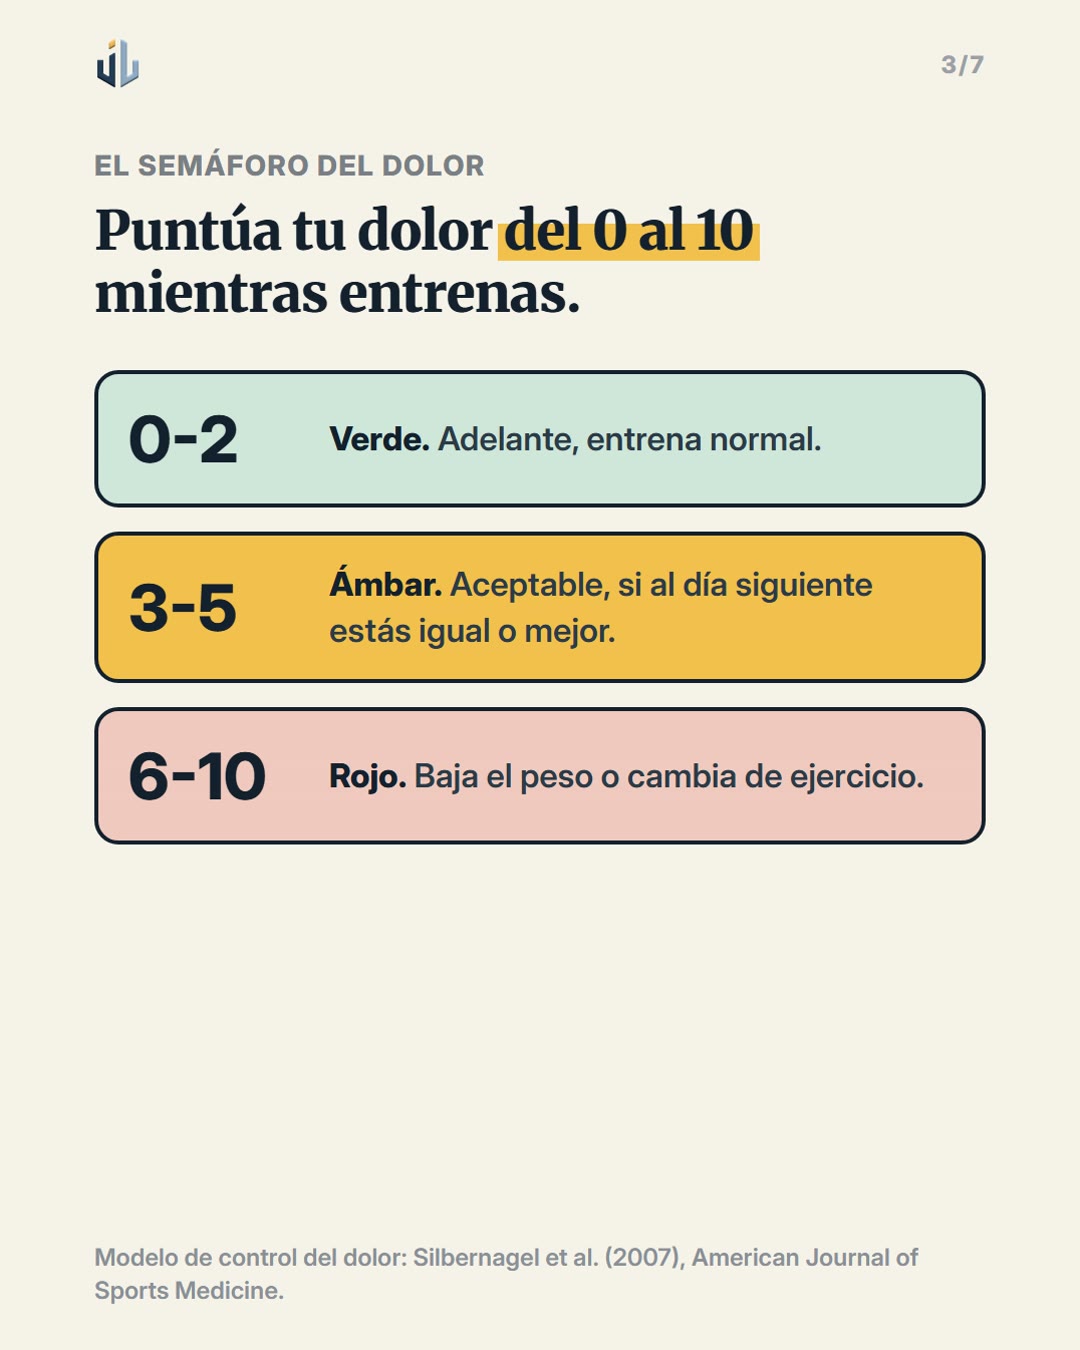 3/7
EL SEMÁFORO DEL DOLOR
Puntúa tu dolor del 0 al 10
mientras entrenas.
0-2
Verde. Adelante, entrena normal.
3-5
Ámbar. Aceptable, si al día siguiente
estás igual o mejor.
6-10
Rojo. Baja el peso o cambia de ejercicio.
Modelo de control del dolor: Silbernagel et al. (2007), American Journal of
Sports Medicine.